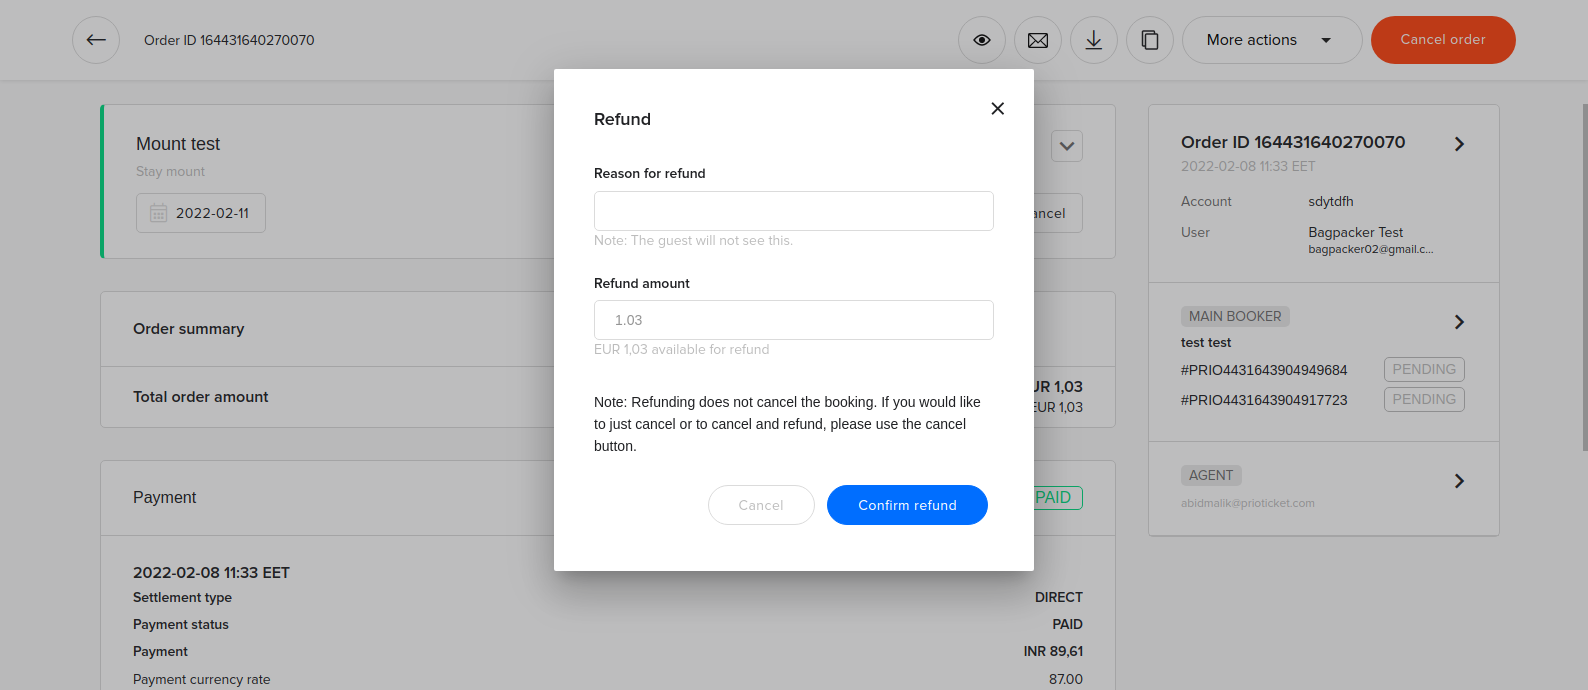 Order ID 164431640270070
More actions
Cancel order
Mount test
Stay mount
2022-02-11
ancel
Order summary
Total order amount
UR 1,03
EUR 1,03
Payment
PAID
2022-02-08 11:33 EET
Settlement type DIRECT
Payment status PAID
Payment INR 89,61
Payment currency rate 87.00
Refund
Reason for refund
Note: The guest will not see this.
Refund amount
1.03
EUR 1,03 available for refund
Note: Refunding does not cancel the booking. If you would like
to just cancel or to cancel and refund, please use the cancel
button.
Cancel
Confirm refund
Order ID 164431640270070
2022-02-08 11:33 EET
Account sdytdfh
User Bagpacker Test
bagpacker02@gmail.c...
MAIN BOOKER
test test
#PRIO4431643904949684 PENDING
#PRIO4431643904917723 PENDING
AGENT
abidmalik@prioticket.com